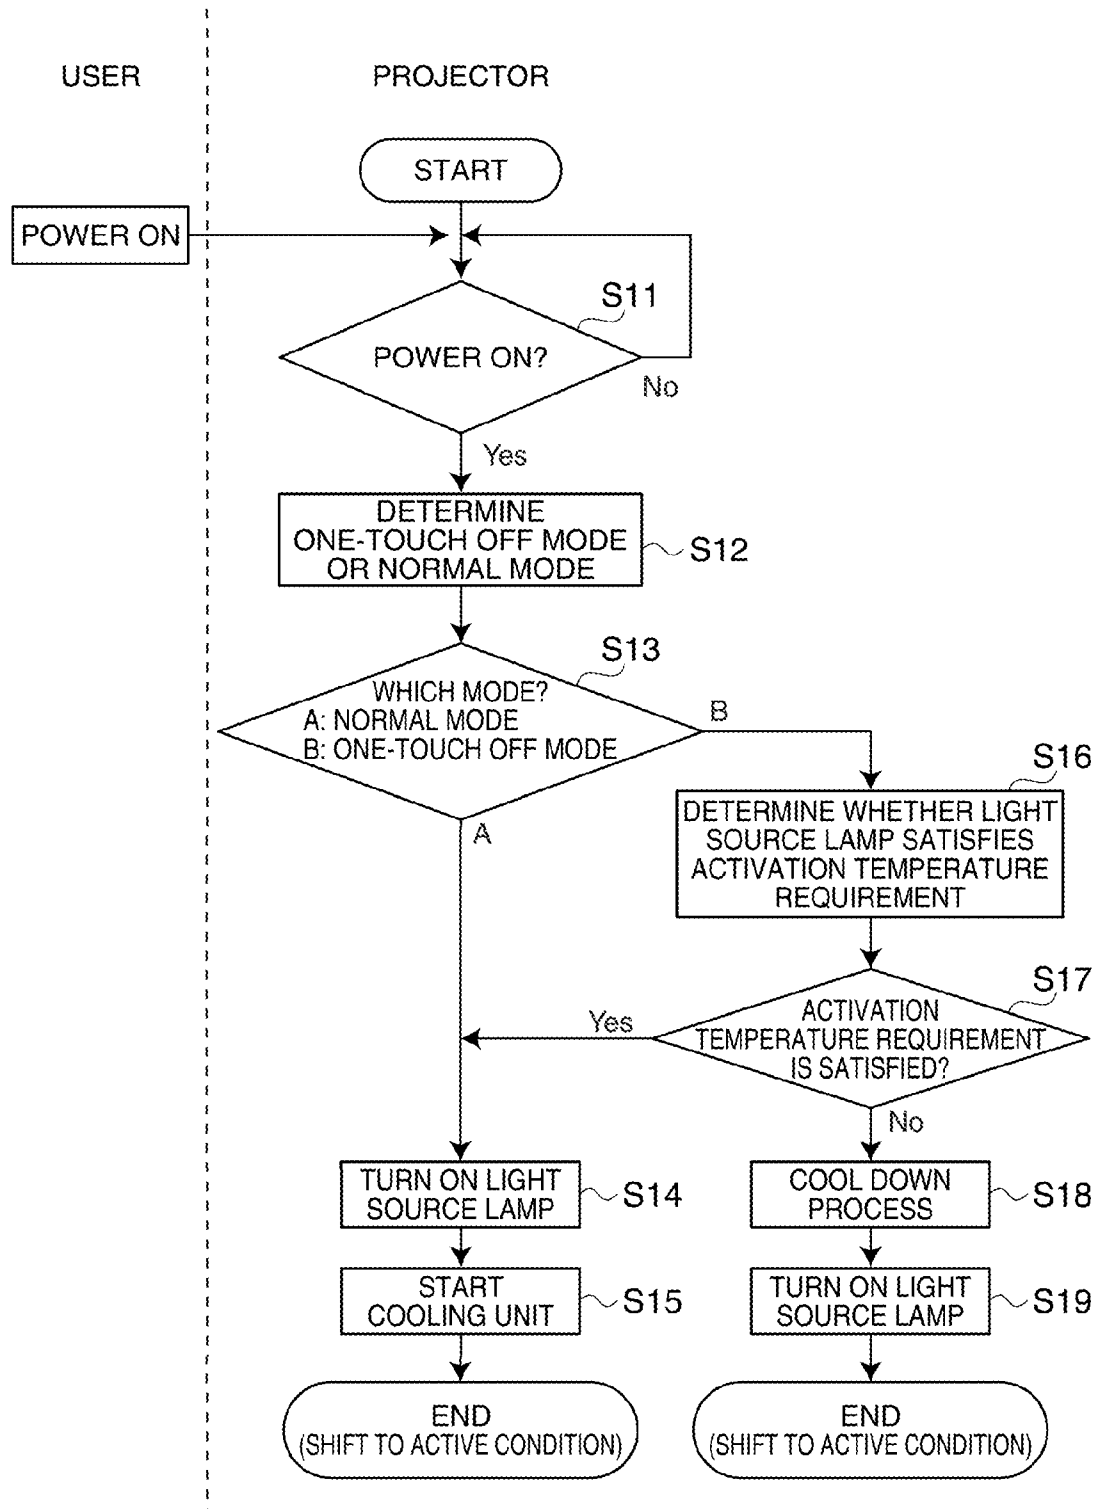 USER
PROJECTOR
START
POWER ON
S11
POWER ON?
No
Yes
DETERMINE
ONE-TOUCH OFF MODE
OR NORMAL MODE
S12
S13
WHICH MODE?
A: NORMAL MODE
B: ONE-TOUCH OFF MODE
B
A
S16
DETERMINE WHETHER LIGHT
SOURCE LAMP SATISFIES
ACTIVATION TEMPERATURE
REQUIREMENT
S17
ACTIVATION
TEMPERATURE REQUIREMENT
IS SATISFIED?
Yes
No
TURN ON LIGHT
SOURCE LAMP
S14
COOL DOWN
PROCESS
S18
START
COOLING UNIT
S15
TURN ON LIGHT
SOURCE LAMP
S19
END
(SHIFT TO ACTIVE CONDITION)
END
(SHIFT TO ACTIVE CONDITION)